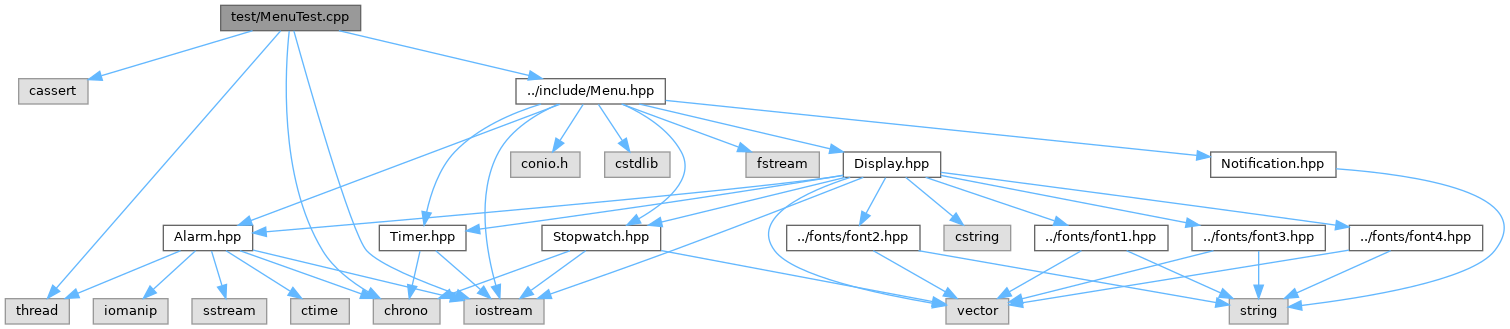 test/MenuTest.cpp
cassert
../include/Menu.hpp
conio.h
cstdlib
fstream
Display.hpp
Notification.hpp
Alarm.hpp
Timer.hpp
Stopwatch.hpp
../fonts/font2.hpp
cstring
../fonts/font1.hpp
../fonts/font3.hpp
../fonts/font4.hpp
thread
iomanip
sstream
ctime
chrono
iostream
vector
string